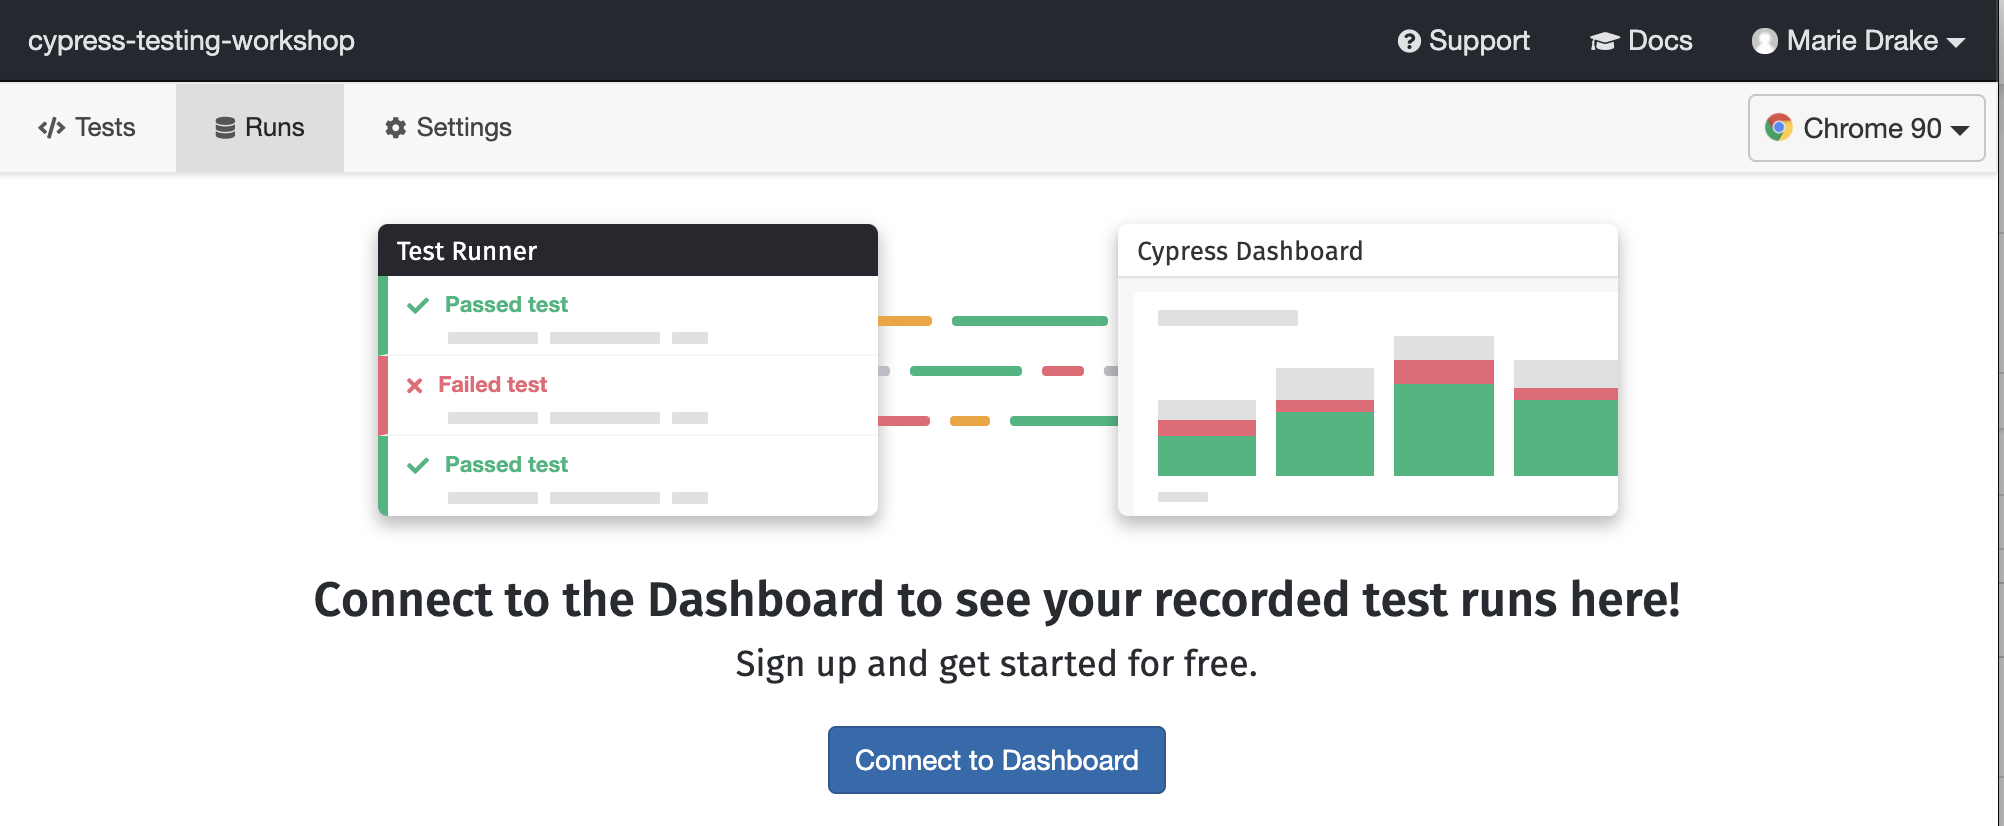 cypress-testing-workshop
Support
Docs
Marie Drake
Tests
Runs
Settings
Chrome 90
Test Runner
Passed test
Failed test
Passed test
Cypress Dashboard
Connect to the Dashboard to see your recorded test runs here!
Sign up and get started for free.
Connect to Dashboard